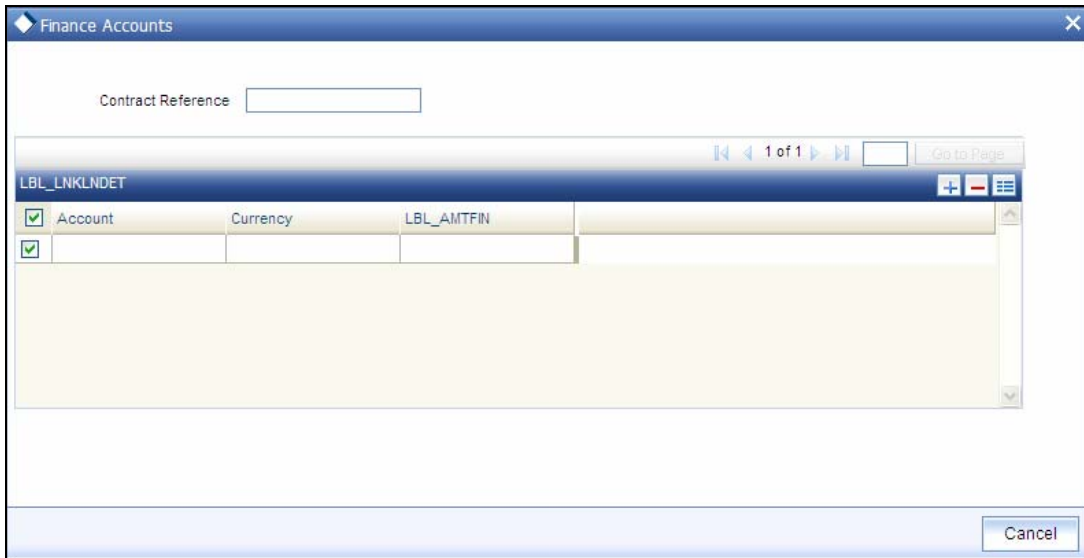 Finance Accounts
Contract Reference
1 of 1
Go to Page
LBL_LNKLNDET
Account Currency LBL_AMTFIN
Cancel